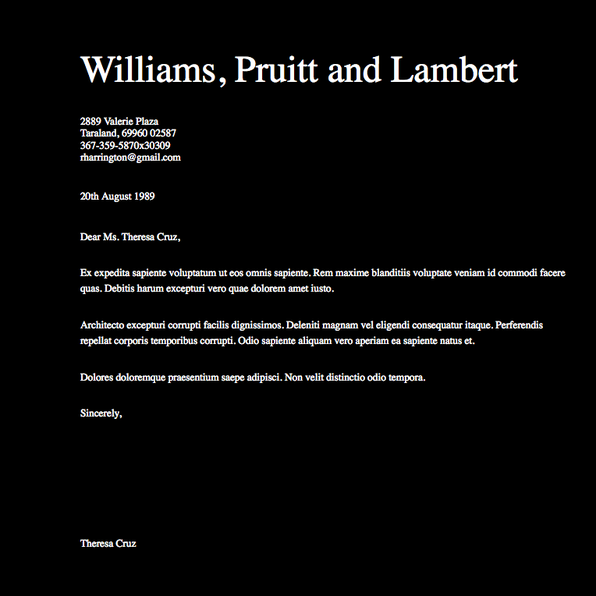 Williams, Pruitt and Lambert
2889 Valerie Plaza
Taraland, 69960 02587
367-359-5870x30309
rharrington@gmail.com
20th August 1989
Dear Ms. Theresa Cruz,
Ex expedita sapiente voluptatum ut eos omnis sapiente. Rem maxime blanditiis voluptate veniam id commodi facere
quas. Debitis harum excepturi vero quae dolorem amet iusto.
Architecto excepturi corrupti facilis dignissimos. Deleniti magnam vel eligendi consequatur itaque. Perferendis
repellat corporis temporibus corrupti. Odio sapiente aliquam vero aperiam ea sapiente natus et.
Dolores doloremque praesentium saepe adipisci. Non velit distinctio odio tempora.
Sincerely,
Theresa Cruz